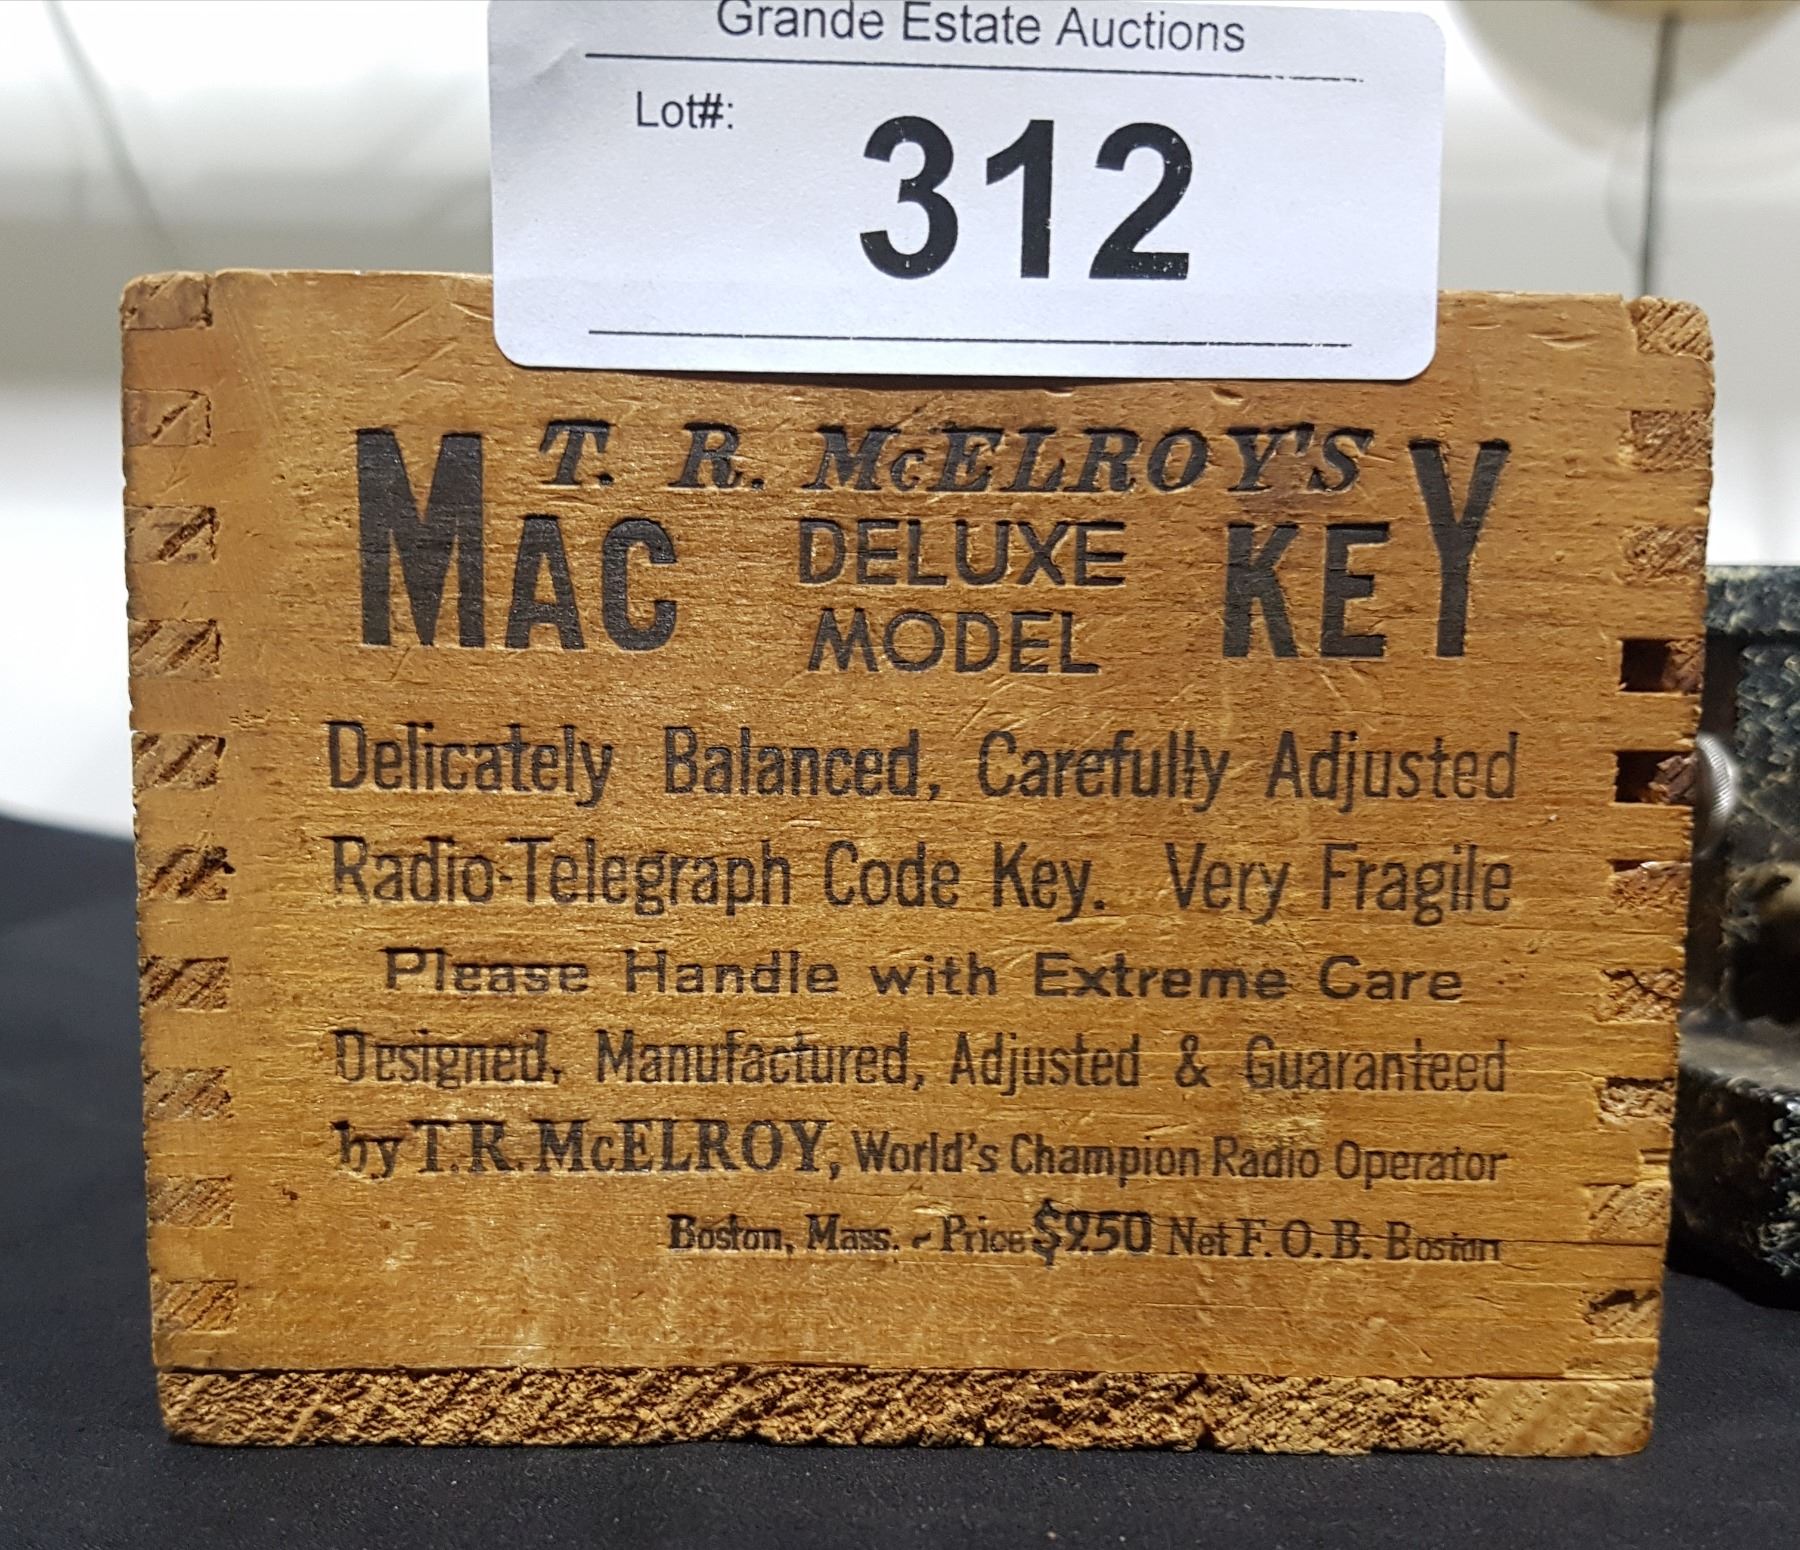 Grande Estate Auctions
Lot#: 312
T. R. McELROY'S
MAC DELUXE MODEL KEY
Delicately Balanced, Carefully Adjusted
Radio-Telegraph Code Key. Very Fragile
Please Handle with Extreme Care
Designed, Manufactured, Adjusted & Guaranteed
by T.R. McELROY, World's Champion Radio Operator
Boston, Mass. - Price $9.50 Net F. O. B. Boston